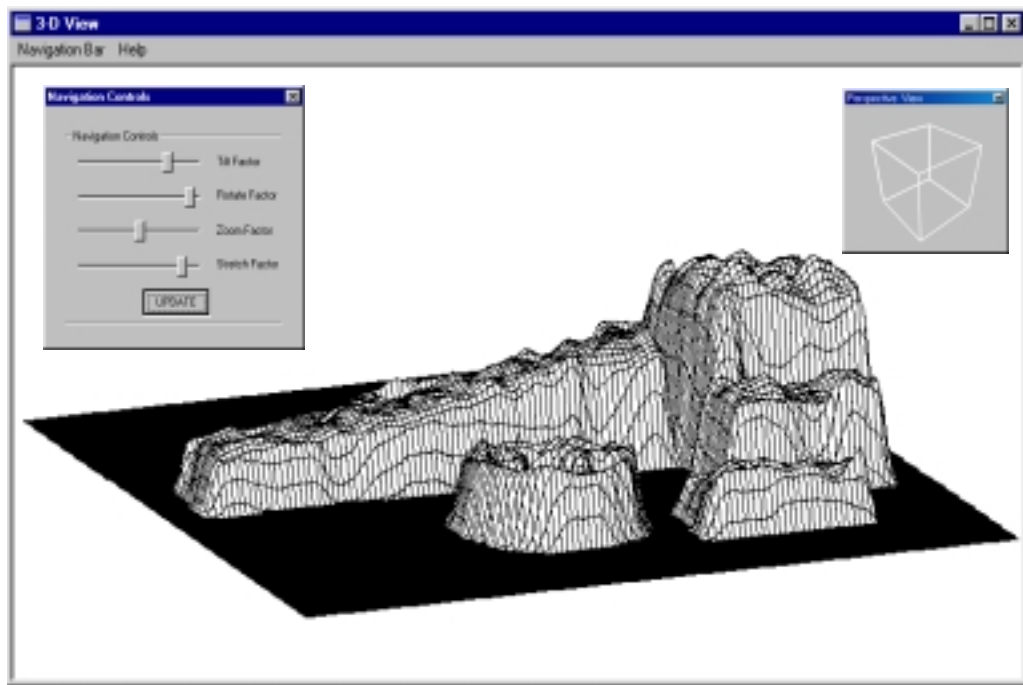 3-D View
Navigation Bar Help
Navigation Controls
Navigation Controls
Tilt Factor
Rotate Factor
Zoom Factor
Stretch Factor
UPDATE
Perspective View